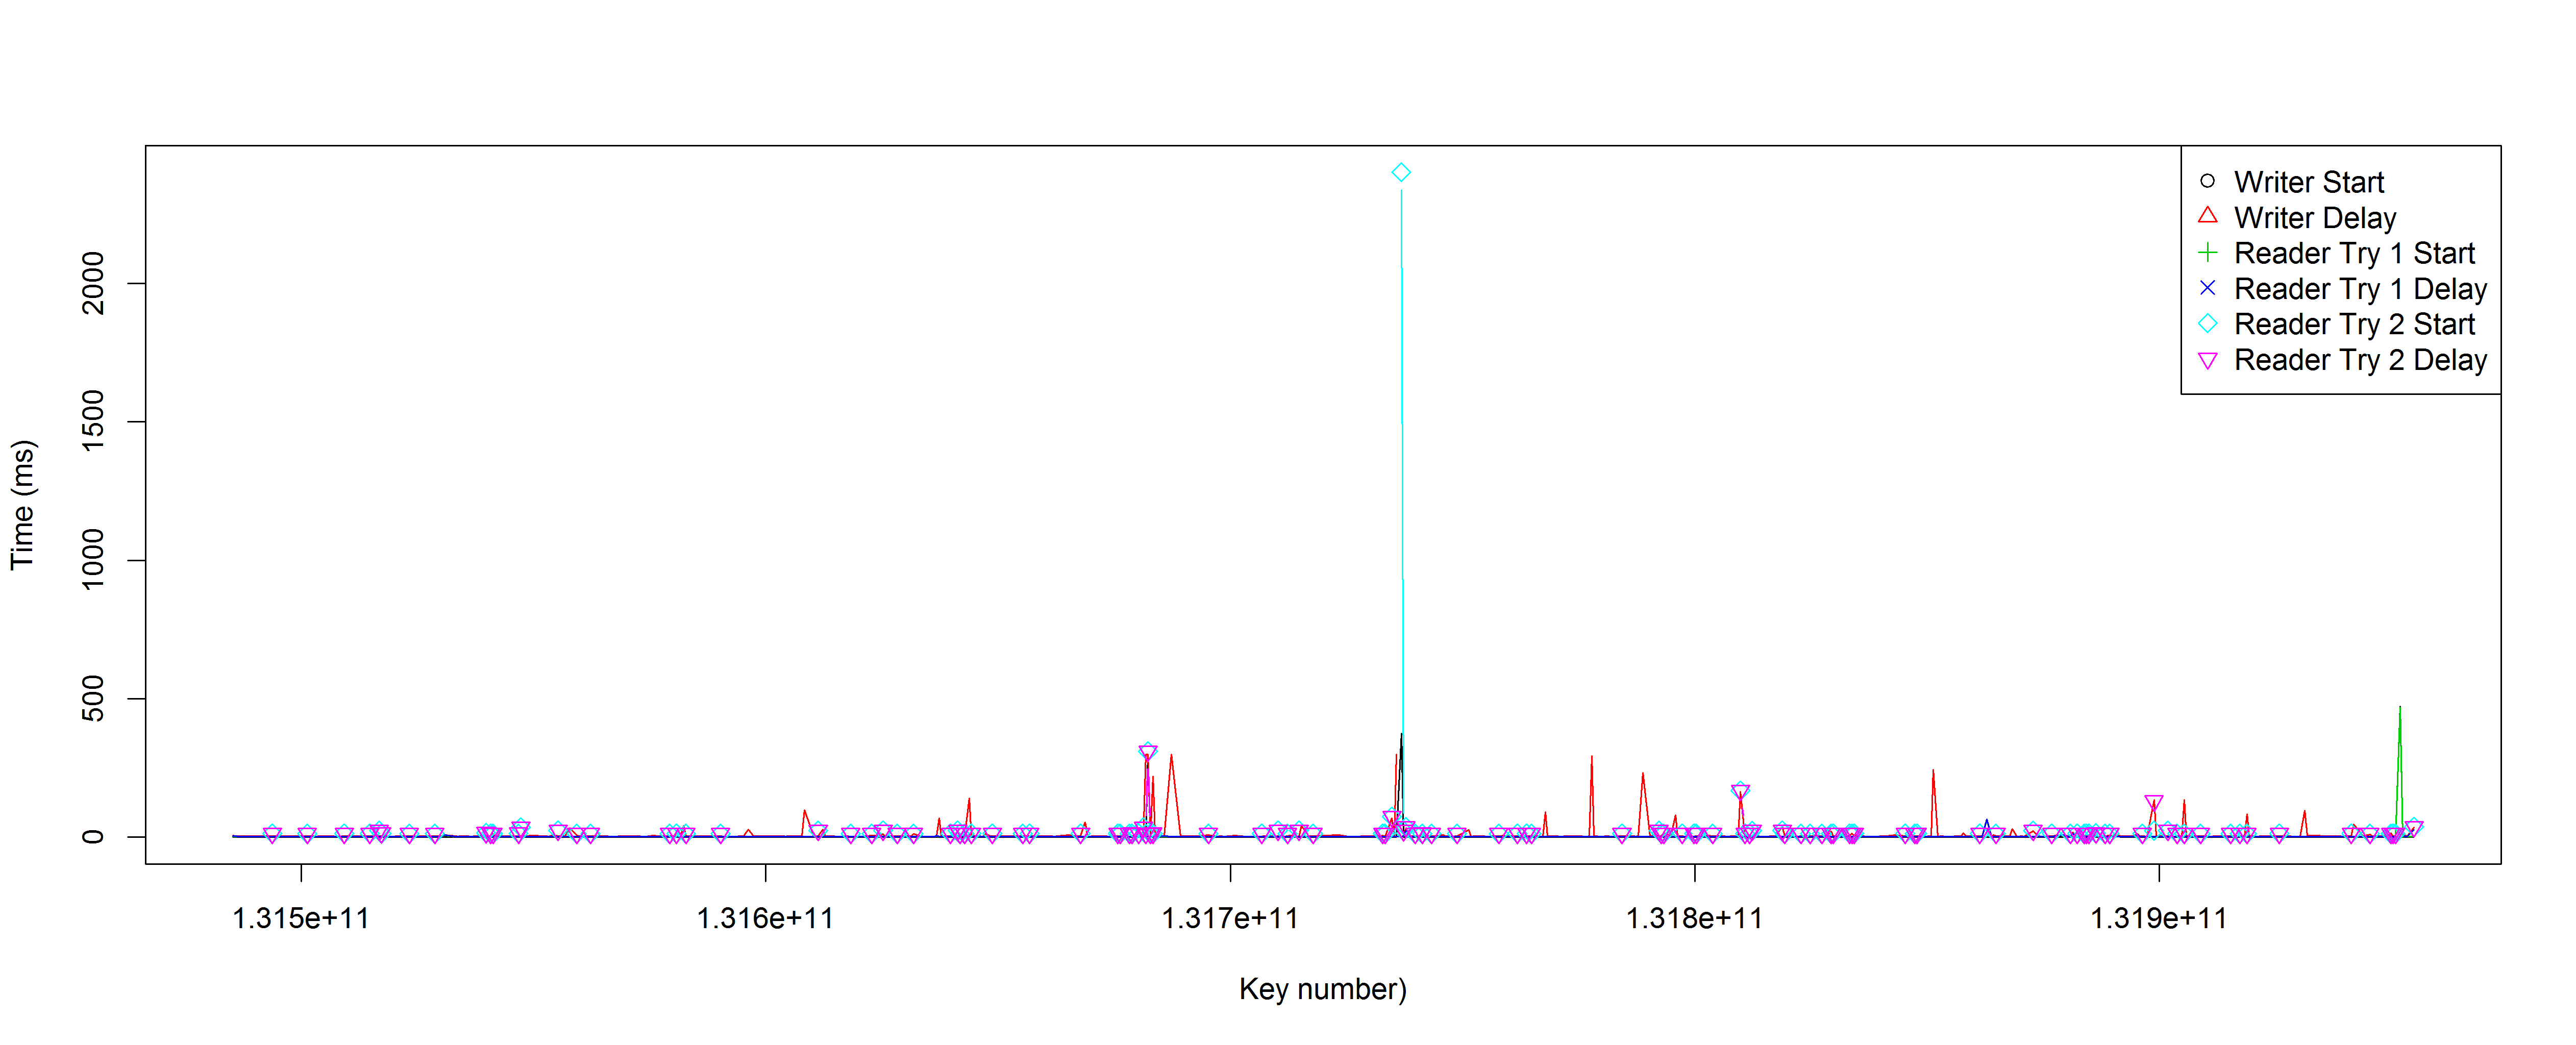 Writer Start
Writer Delay
Reader Try 1 Start
Reader Try 1 Delay
Reader Try 2 Start
Reader Try 2 Delay
Time (ms)
2000
1500
1000
500
0
1.315e+11
1.316e+11
1.317e+11
1.318e+11
1.319e+11
Key number)